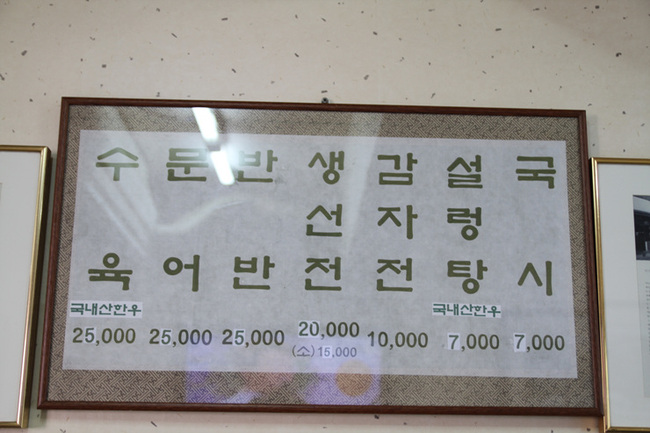 수육
국내산한우
25,000
문어
25,000
반반
25,000
생선전
20,000
(소)15,000
감자전
10,000
설렁탕
국내산한우
7,000
국시
7,000